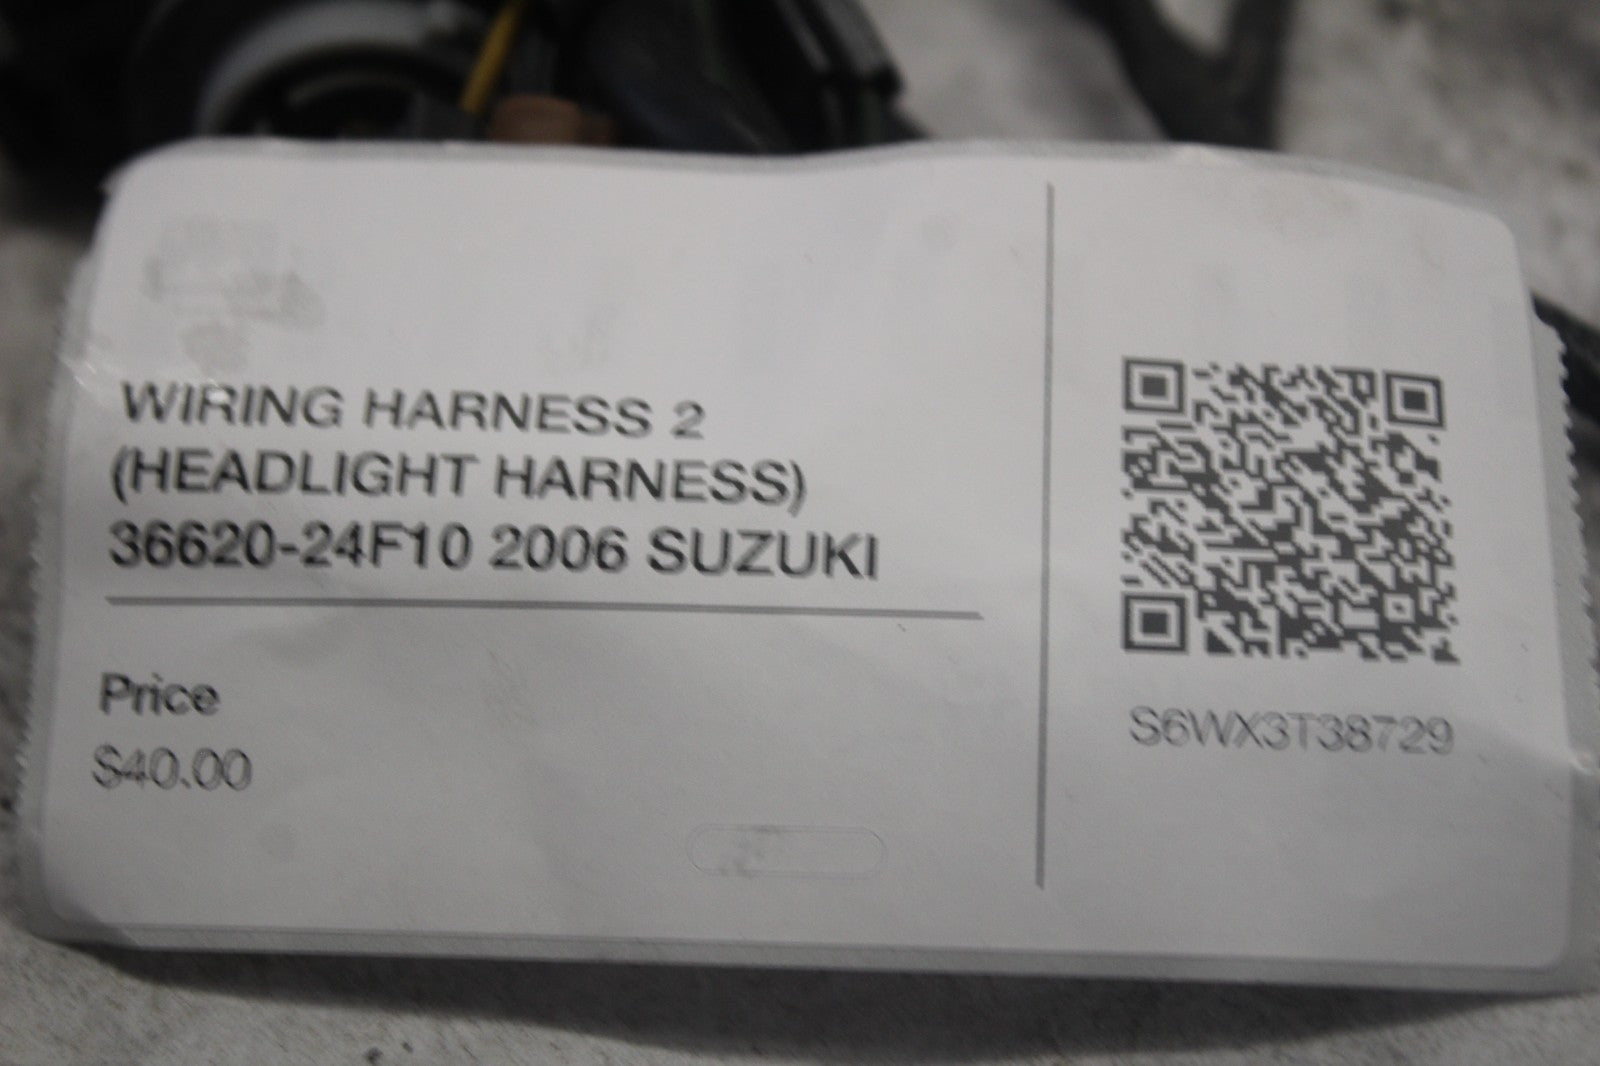 WIRING HARNESS 2
(HEADLIGHT HARNESS)
36620-24F10 2006 SUZUKI
Price
$40.00
S6WX3T38729